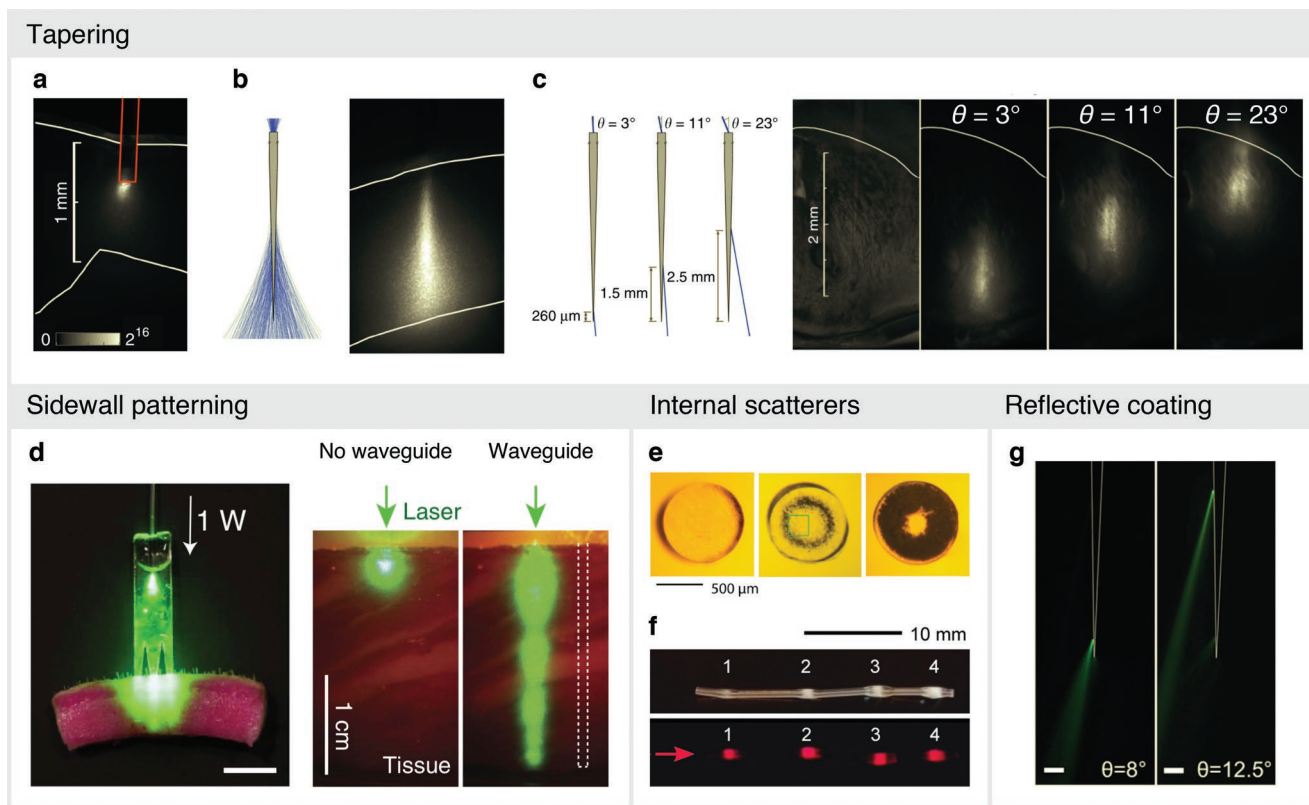 Tapering
a
b
c
1 mm
0 2^16
θ = 3° θ = 11° θ = 23°
260 μm
1.5 mm
2.5 mm
2 mm
θ = 3° θ = 11° θ = 23°
Sidewall patterning
Internal scatterers
Reflective coating
d
1 W
No waveguide Waveguide
Laser
1 cm
Tissue
e
500 μm
f
10 mm
1 2 3 4
1 2 3 4
g
θ=8°
θ=12.5°